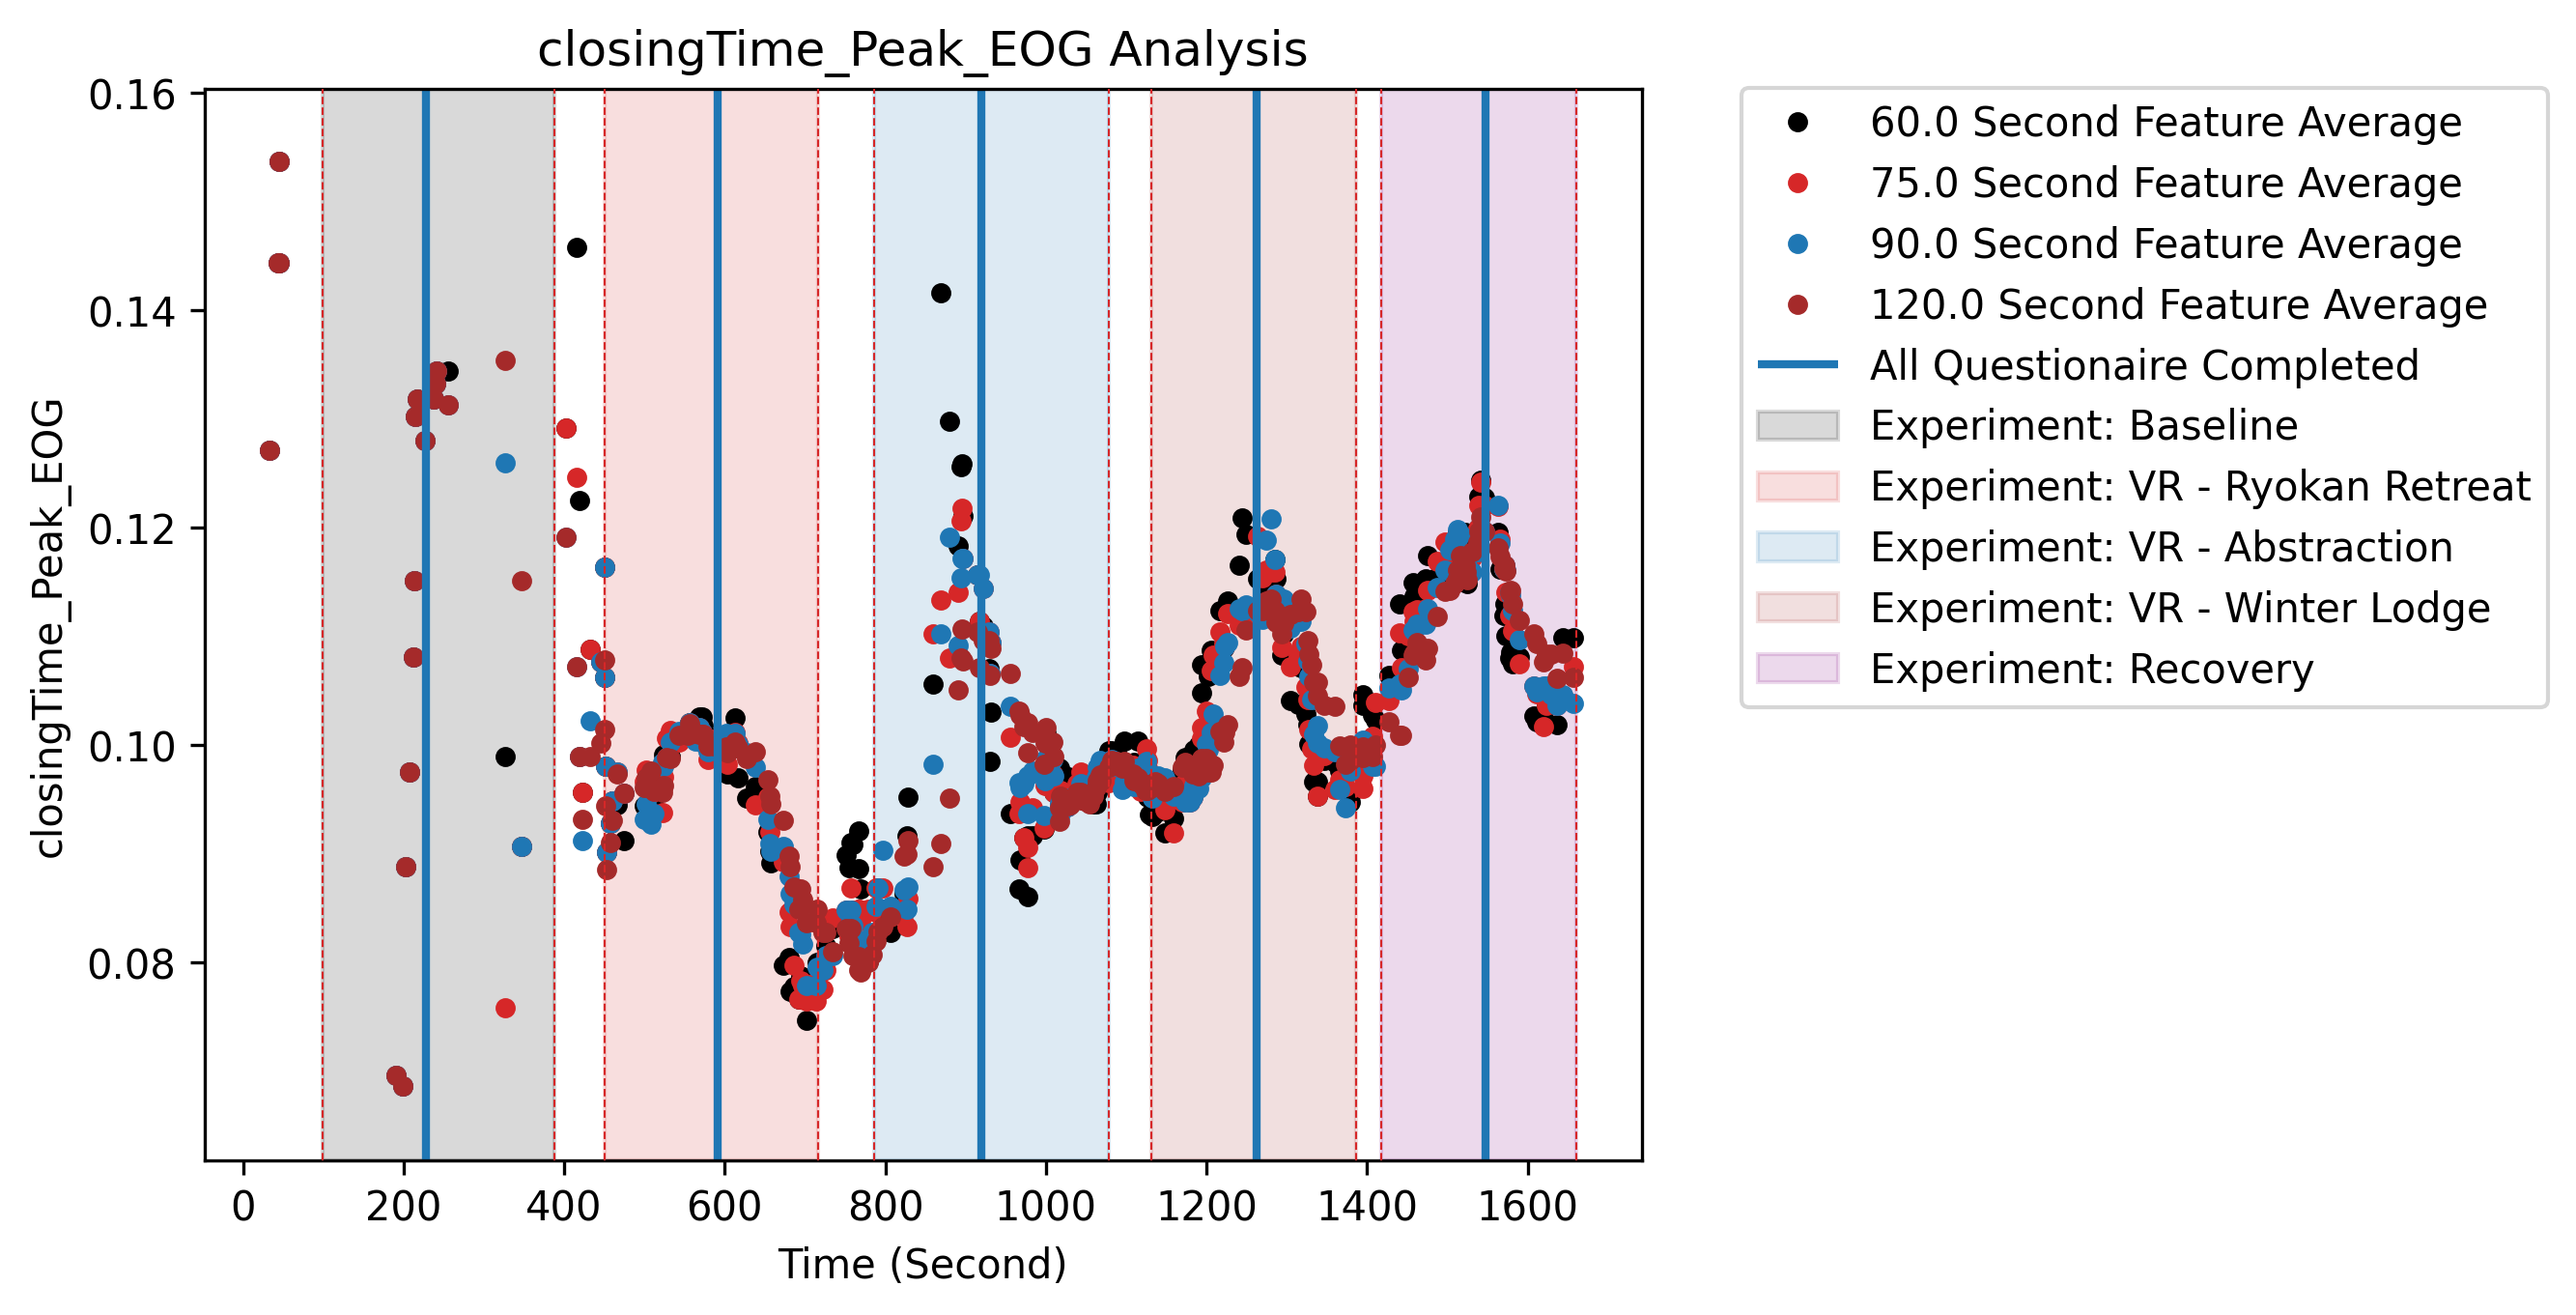 closingTime_Peak_EOG Analysis
0.16
0.14
0.12
0.10
0.08
closingTime_Peak_EOG
0 200 400 600 800 1000 1200 1400 1600
Time (Second)
60.0 Second Feature Average
75.0 Second Feature Average
90.0 Second Feature Average
120.0 Second Feature Average
All Questionaire Completed
Experiment: Baseline
Experiment: VR - Ryokan Retreat
Experiment: VR - Abstraction
Experiment: VR - Winter Lodge
Experiment: Recovery